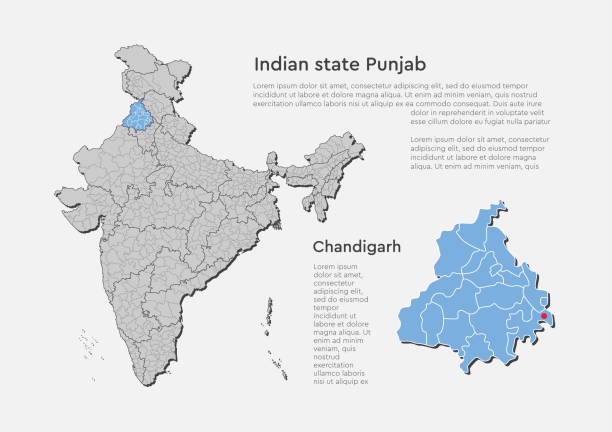 Indian state Punjab
Lorem ipsum dolor sit amet, consectetur adipiscing elit, sed do eiusmod tempor
incididunt ut labore et dolore magna aliqua. Ut enim ad minim veniam, quis nostrud
exercitation ullamco laboris nisi ut aliquip ex ea commodo consequat. Duis aute irure
dolor in reprehenderit in voluptate velit
esse cillum dolore eu fugiat nulla pariatur
Lorem ipsum dolor sit amet, consectetur
adipiscing elit, sed do eiusmod tempor
incididunt ut labore et dolore magna
aliqua. Ut enim ad minim veniam, quis
Chandigarh
Lorem ipsum
dolor sit amet,
consectetur
adipiscing elit,
sed do eiusmod
tempor
incididunt ut
labore et dolore
magna aliqua.
Ut enim ad
minim veniam,
quis nostrud
exercitation
ullamco laboris
nisi ut aliquip ex